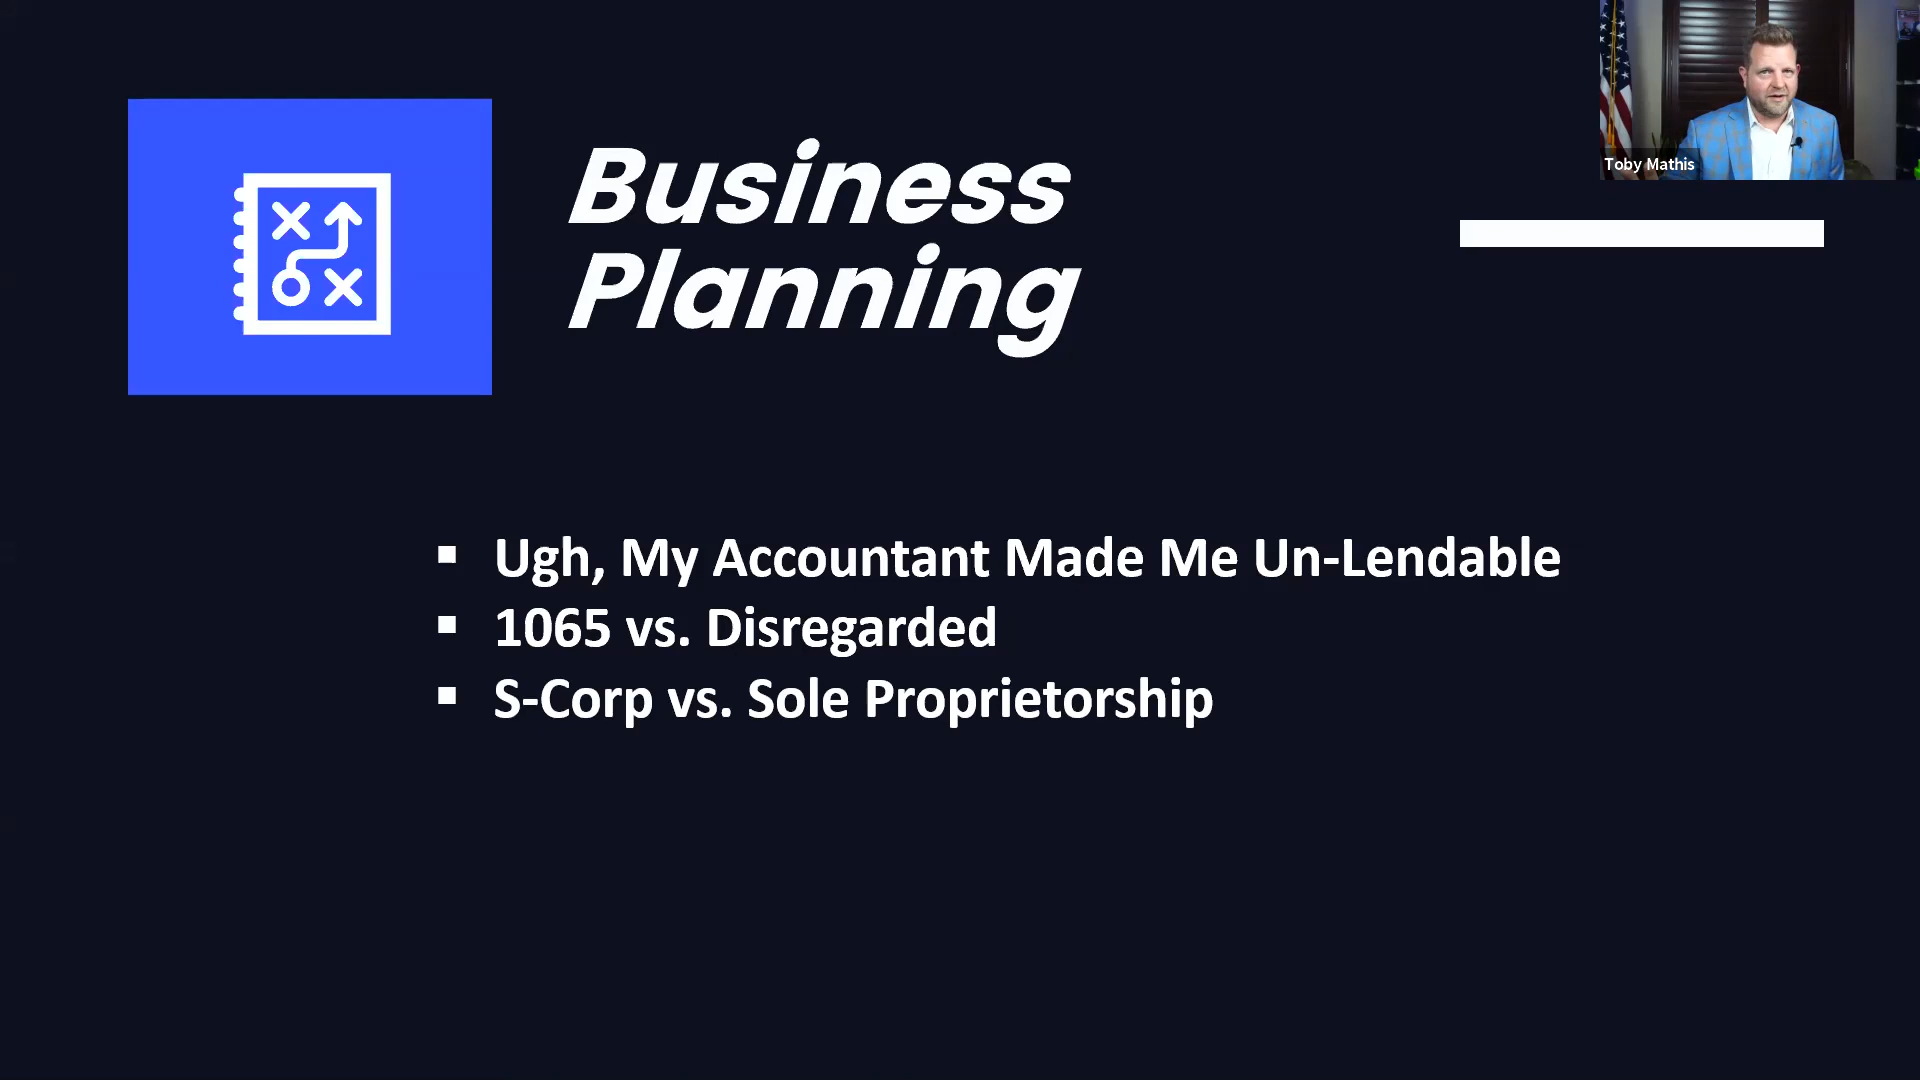 Toby Mathis
Business
Planning
Ugh, My Accountant Made Me Un-Lendable
1065 vs. Disregarded
S-Corp vs. Sole Proprietorship